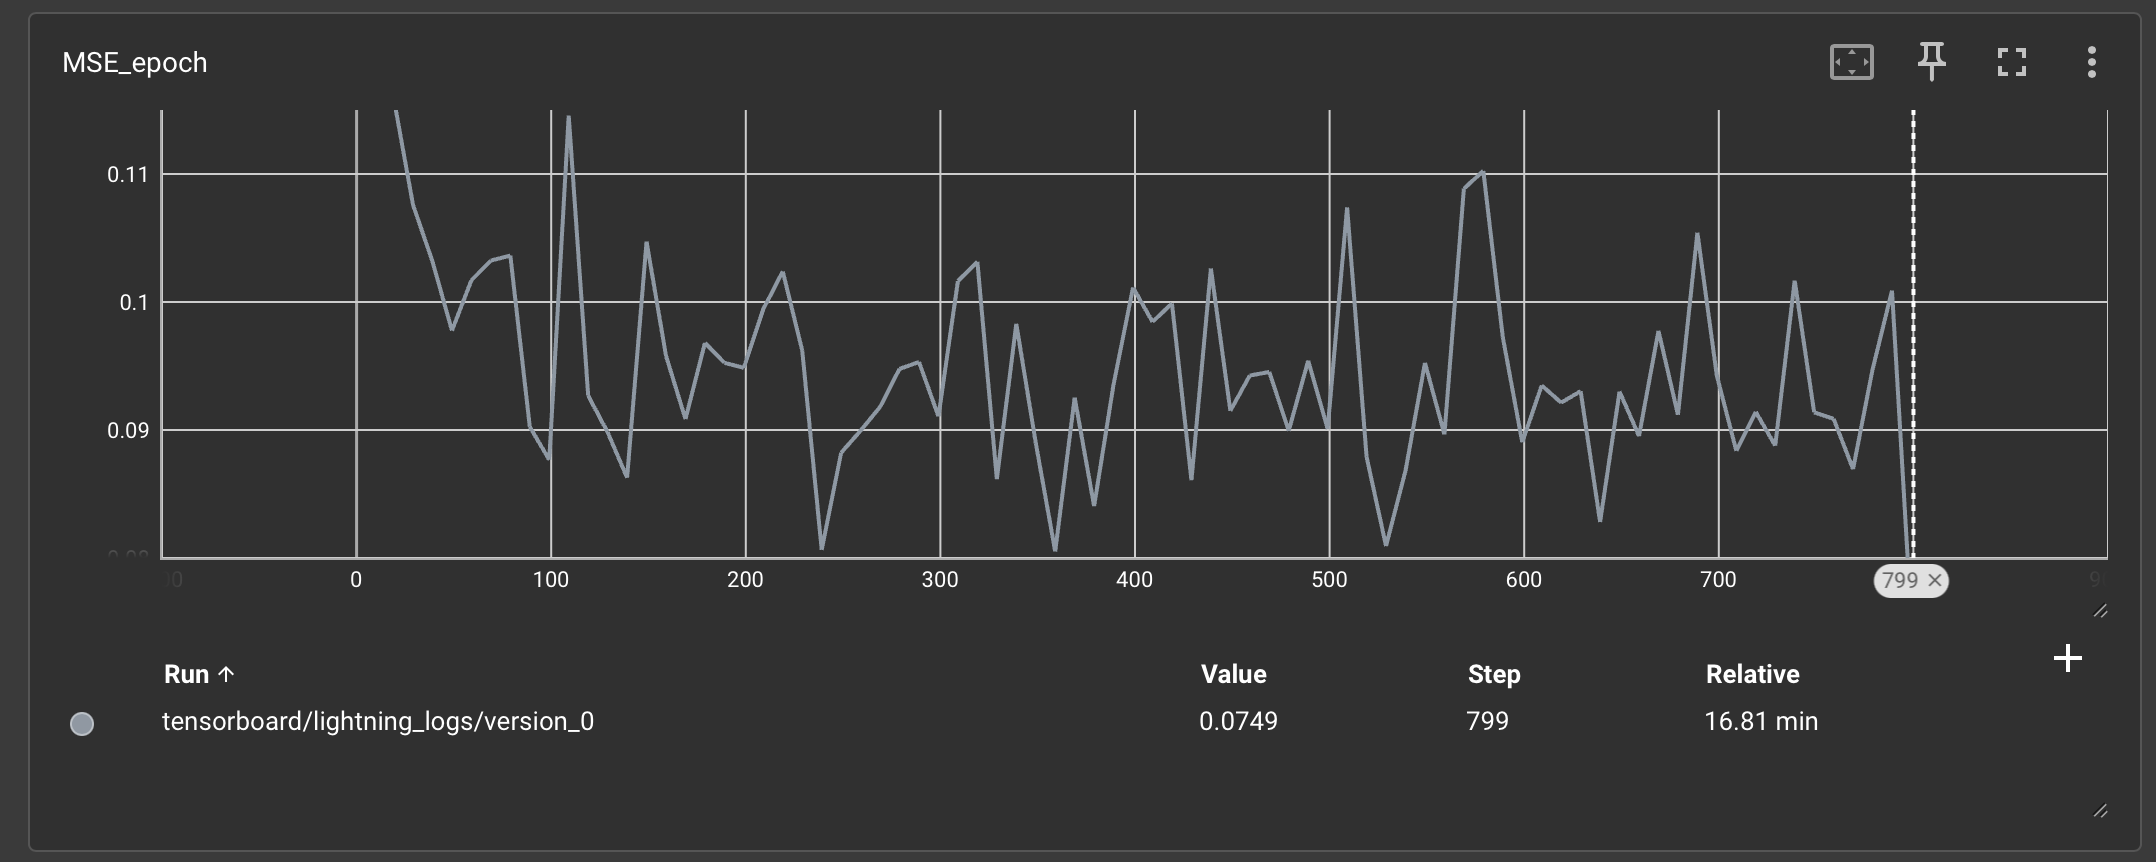 MSE_epoch
0.11
0.1
0.09
0 100 200 300 400 500 600 700 799 ×
Run ↑ Value Step Relative
tensorboard/lightning_logs/version_0 0.0749 799 16.81 min